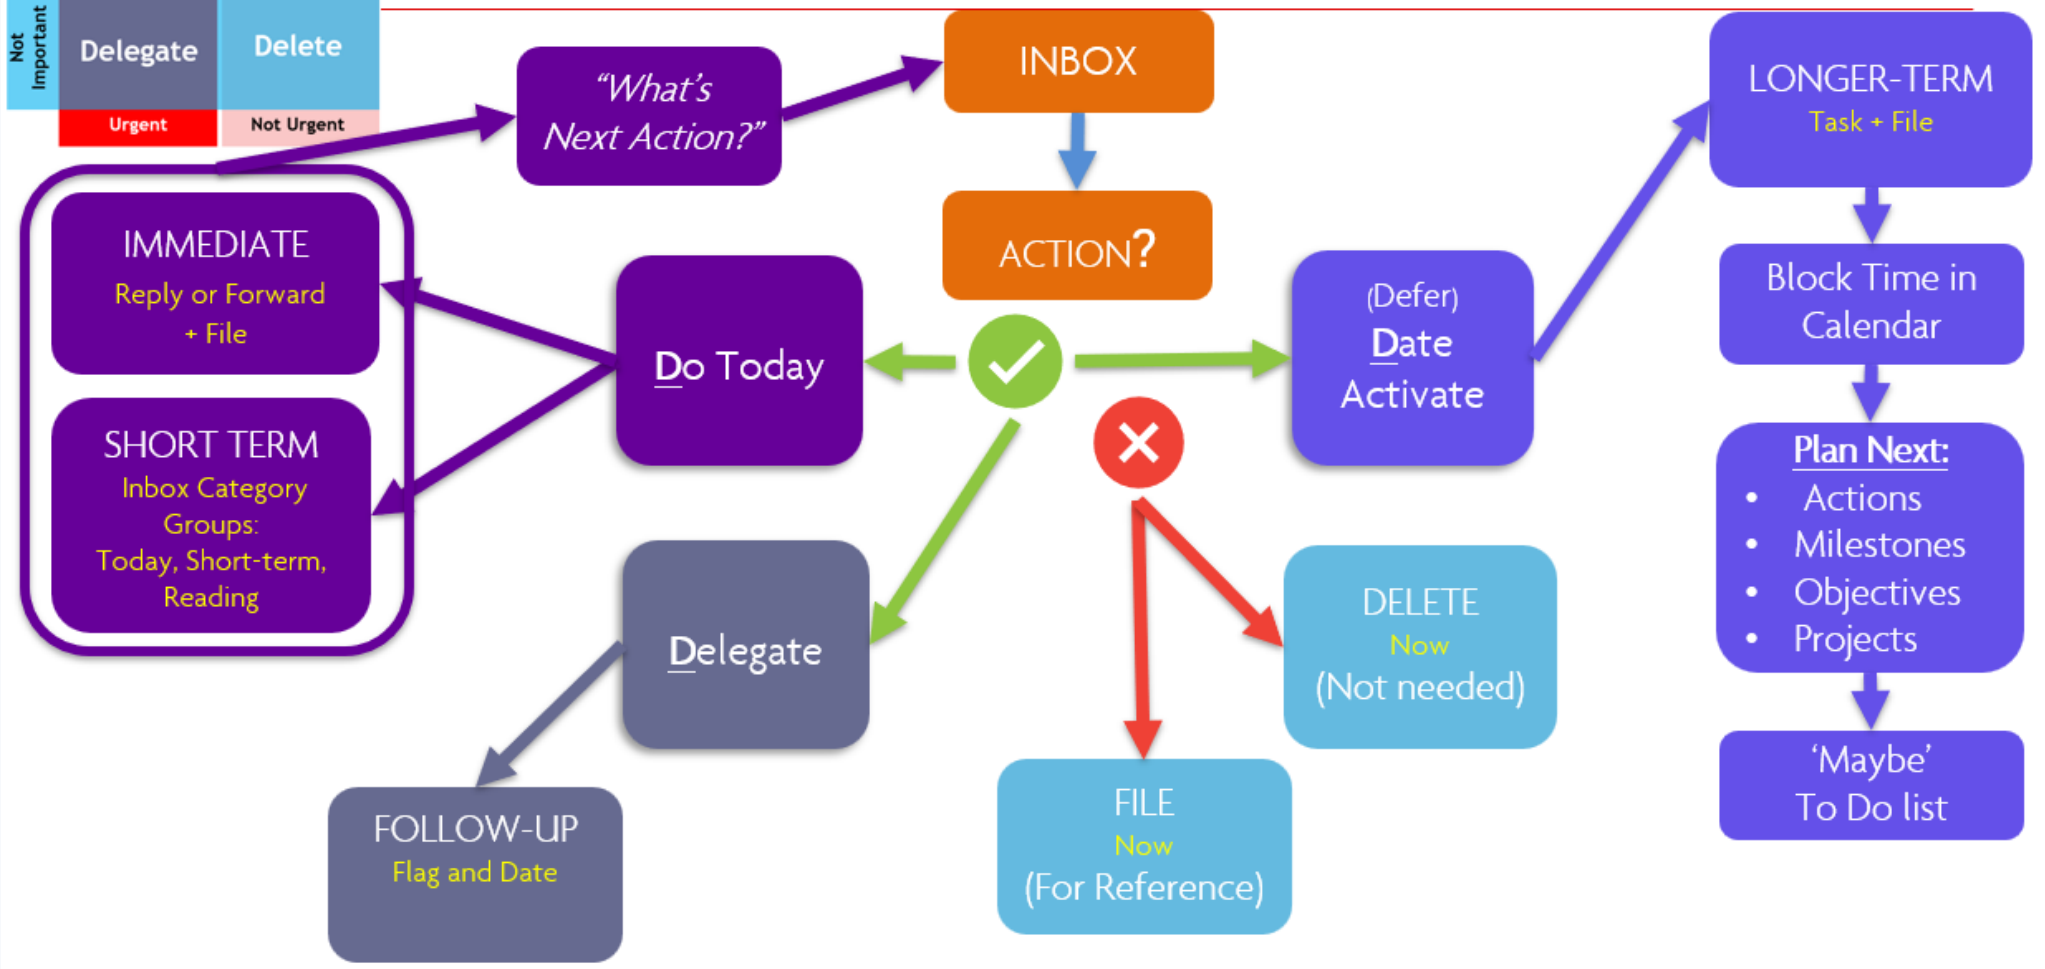 Not
Important
Delegate
Delete
Urgent
Not Urgent
“What’s
Next Action?”
INBOX
ACTION?
LONGER-TERM
Task + File
IMMEDIATE
Reply or Forward
+ File
SHORT TERM
Inbox Category
Groups:
Today, Short-term,
Reading
Do Today
(Defer)
Date
Activate
Block Time in
Calendar
Plan Next:
• Actions
• Milestones
• Objectives
• Projects
‘Maybe’
To Do list
Delegate
FOLLOW-UP
Flag and Date
DELETE
Now
(Not needed)
FILE
Now
(For Reference)